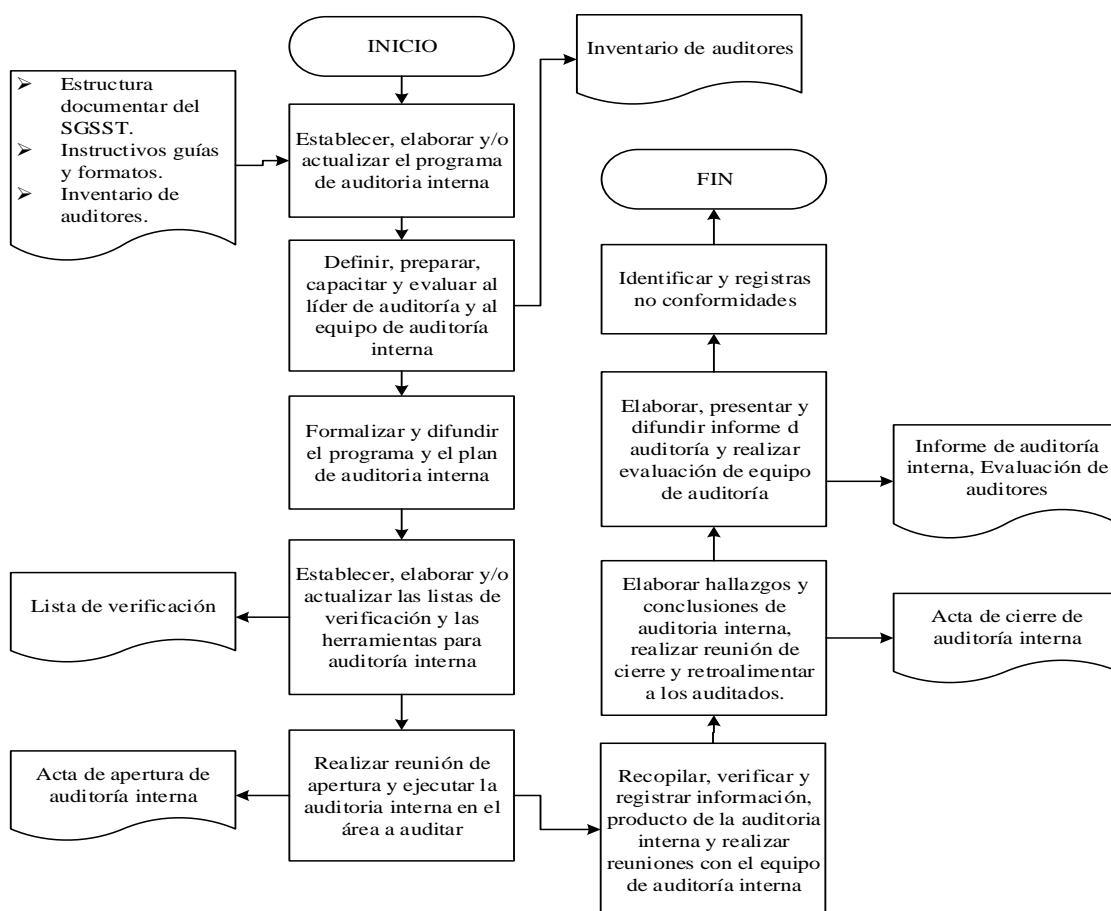 INICIO
Inventario de auditores
➢ Estructura
documentar del
SGSST.
➢ Instructivos guías
y formatos.
➢ Inventario de
auditores.
Establecer, elaborar y/o
actualizar el programa
de auditoria interna
Definir, preparar,
capacitar y evaluar al
líder de auditoría y al
equipo de auditoría
interna
Formalizar y difundir
el programa y el plan
de auditoria interna
Establecer, elaborar y/o
actualizar las listas de
verificación y las
herramientas para
auditoría interna
Lista de verificación
Realizar reunión de
apertura y ejecutar la
auditoria interna en el
área a auditar
Acta de apertura de
auditoría interna
Recopilar, verificar y
registrar información,
producto de la auditoria
interna y realizar
reuniones con el equipo
de auditoría interna
Elaborar hallazgos y
conclusiones de
auditoria interna,
realizar reunión de
cierre y retroalimentar
a los auditados.
Acta de cierre de
auditoría interna
Elaborar, presentar y
difundir informe d
auditoría y realizar
evaluación de equipo
de auditoría
Informe de auditoría
interna, Evaluación de
auditores
Identificar y registras
no conformidades
FIN